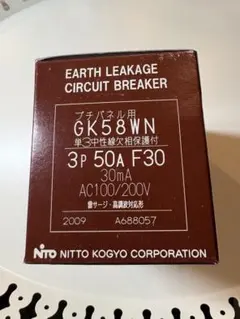 EARTH LEAKAGE
CIRCUIT BREAKER
プチパネル用
GK58WN
単3中性線欠相保護付
3P 50A F30
30mA
AC100/200V
雷サージ・高調波対応形
2009 A688057
NITO NITTO KOGYO CORPORATION